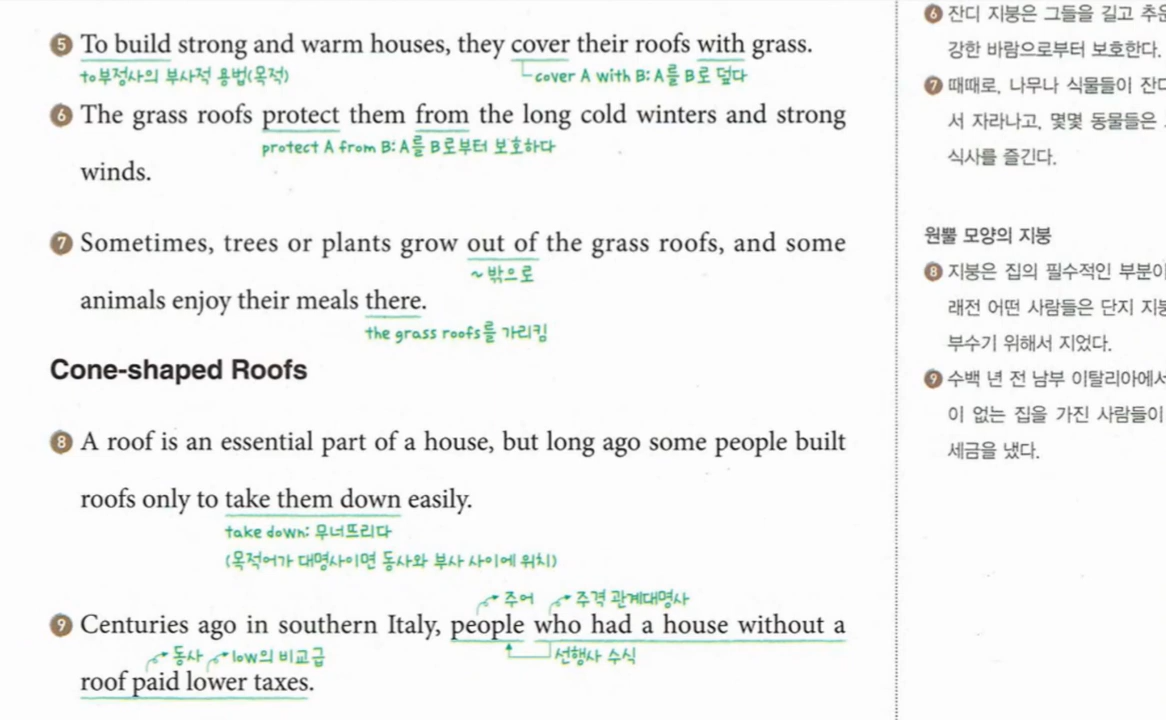 5 To build strong and warm houses, they cover their roofs with grass.
to부정사의 부사적 용법(목적)
cover A with B: A를 B로 덮다
6 The grass roofs protect them from the long cold winters and strong
protect A from B: A를 B로부터 보호하다
winds.
7 Sometimes, trees or plants grow out of the grass roofs, and some
~ 밖으로
animals enjoy their meals there.
the grass roofs를 가리킴
Cone-shaped Roofs
8 A roof is an essential part of a house, but long ago some people built
roofs only to take them down easily.
take down: 무너뜨리다
(목적어가 대명사이면 동사와 부사 사이에 위치)
주어 주격 관계대명사
9 Centuries ago in southern Italy, people who had a house without a
동사 low의 비교급 선행사 수식
roof paid lower taxes.
6 잔디 지붕은 그들을 길고 추운
강한 바람으로부터 보호한다.
7 때때로, 나무나 식물들이 잔디
서 자라나고, 몇몇 동물들은
식사를 즐긴다.
원뿔 모양의 지붕
8 지붕은 집의 필수적인 부분이
래전 어떤 사람들은 단지 지붕
부수기 위해서 지었다.
9 수백 년 전 남부 이탈리아에서
이 없는 집을 가진 사람들이
세금을 냈다.